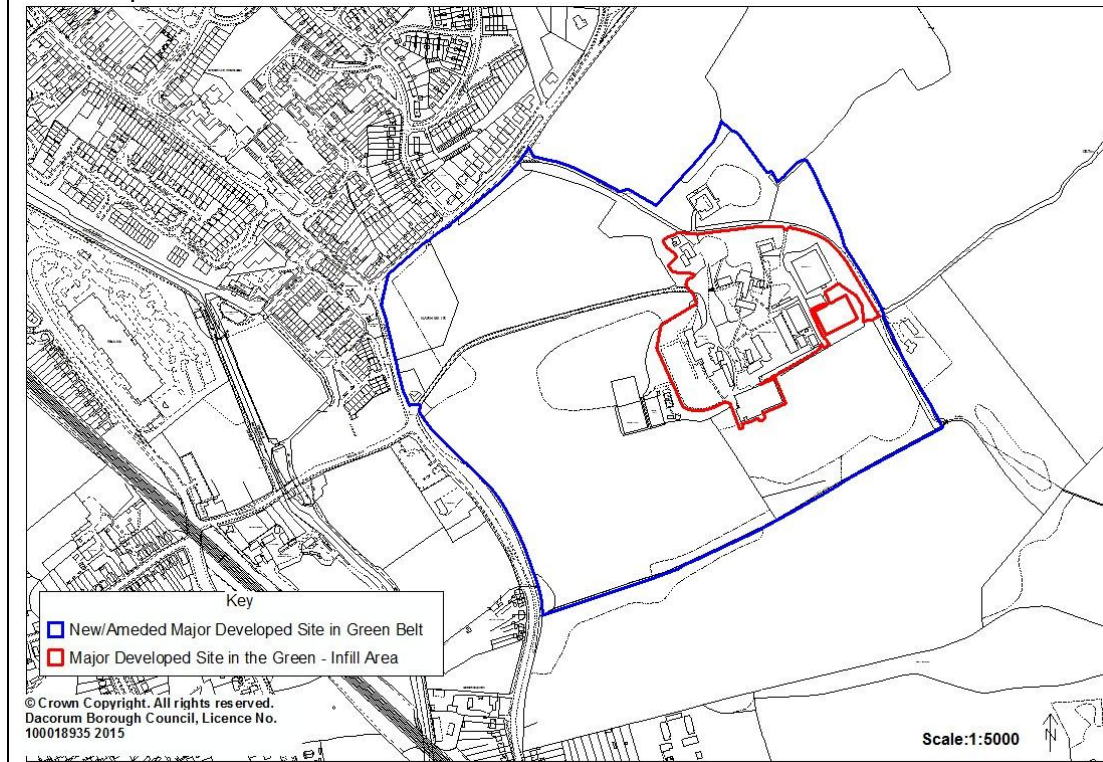 Key
New/Ameded Major Developed Site in Green Belt
Major Developed Site in the Green - Infill Area
© Crown Copyright. All rights reserved.
Dacorum Borough Council, Licence No.
100018935 2015
Scale:1:5000
N